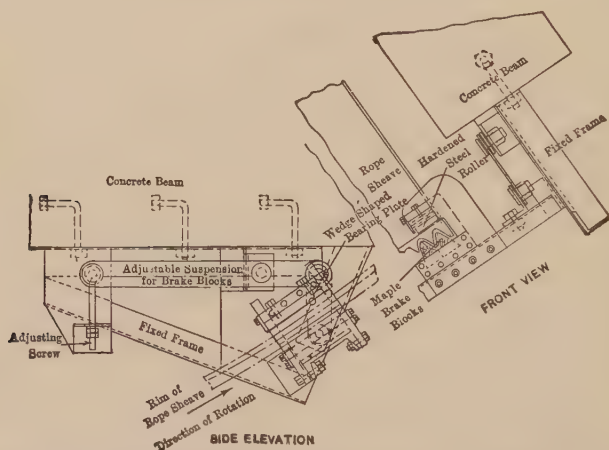 Concrete Beam
Adjustable Suspension
for Brake Blocks
Adjusting
Screw
Fixed Frame
Rim of
Rope Sheave
Direction of Rotation
SIDE ELEVATION
Rope
Sheave
Wedge Shaped
Bearing Plate
Hardened
Steel
Roller
Concrete Beam
Fixed Frame
Maple
Brake
Blocks
FRONT VIEW